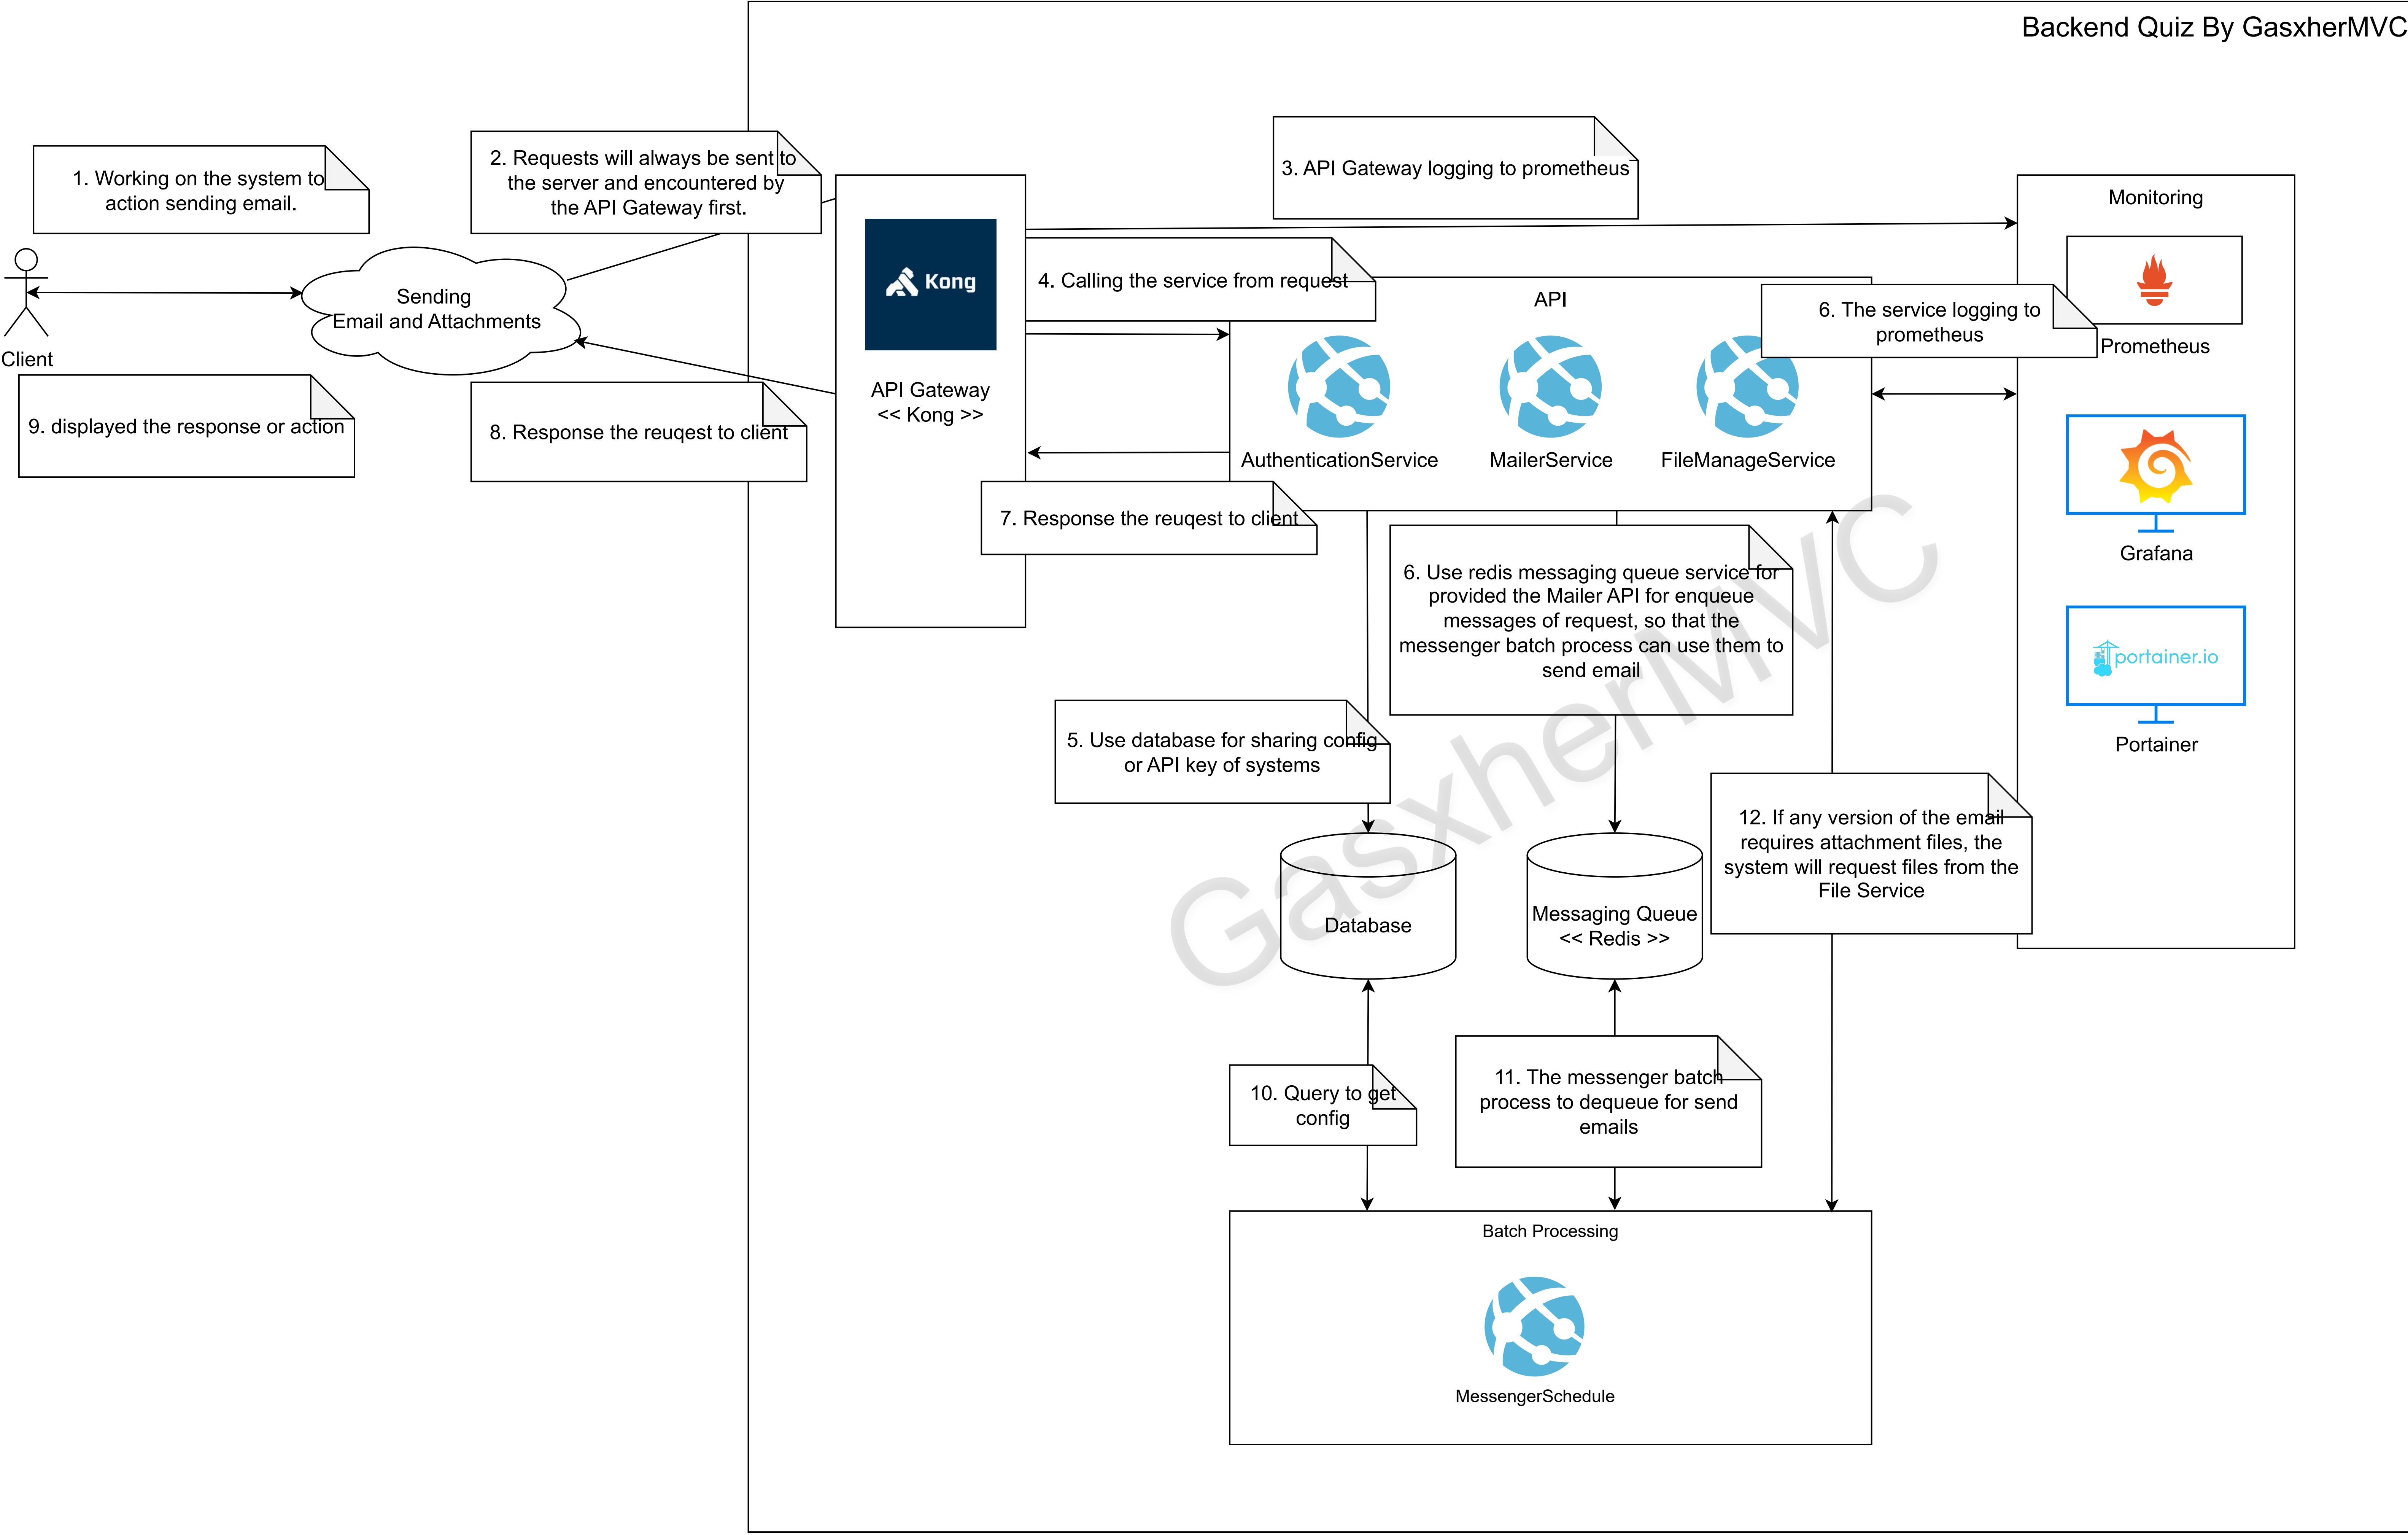 Backend Quiz By GasxherMVC
1. Working on the system to
action sending email.
2. Requests will always be sent to
the server and encountered by
the API Gateway first.
3. API Gateway logging to prometheus
Monitoring
Prometheus
Grafana
portainer.io
Portainer
Client
Sending
Email and Attachments
Kong
API Gateway
<< Kong >>
4. Calling the service from request
API
6. The service logging to
prometheus
AuthenticationService
MailerService
FileManageService
9. displayed the response or action
8. Response the reuqest to client
7. Response the reuqest to client
6. Use redis messaging queue service for
provided the Mailer API for enqueue
messages of request, so that the
messenger batch process can use them to
send email
5. Use database for sharing config
or API key of systems
12. If any version of the email
requires attachment files, the
system will request files from the
File Service
Database
Messaging Queue
<< Redis >>
GasxherMVC
10. Query to get
config
11. The messenger batch
process to dequeue for send
emails
Batch Processing
MessengerSchedule